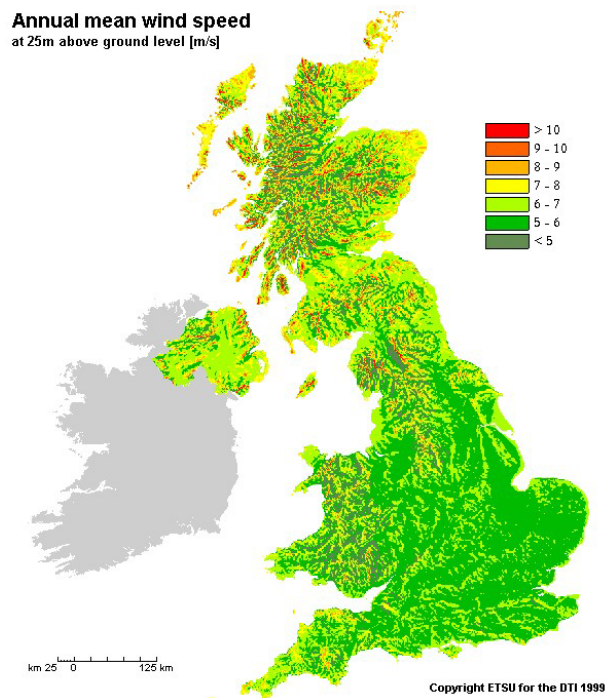 Annual mean wind speed
at 25m above ground level [m/s]
> 10
9 - 10
8 - 9
7 - 8
6 - 7
5 - 6
< 5
km 25 0 125 km
Copyright ETSU for the DTI 1999